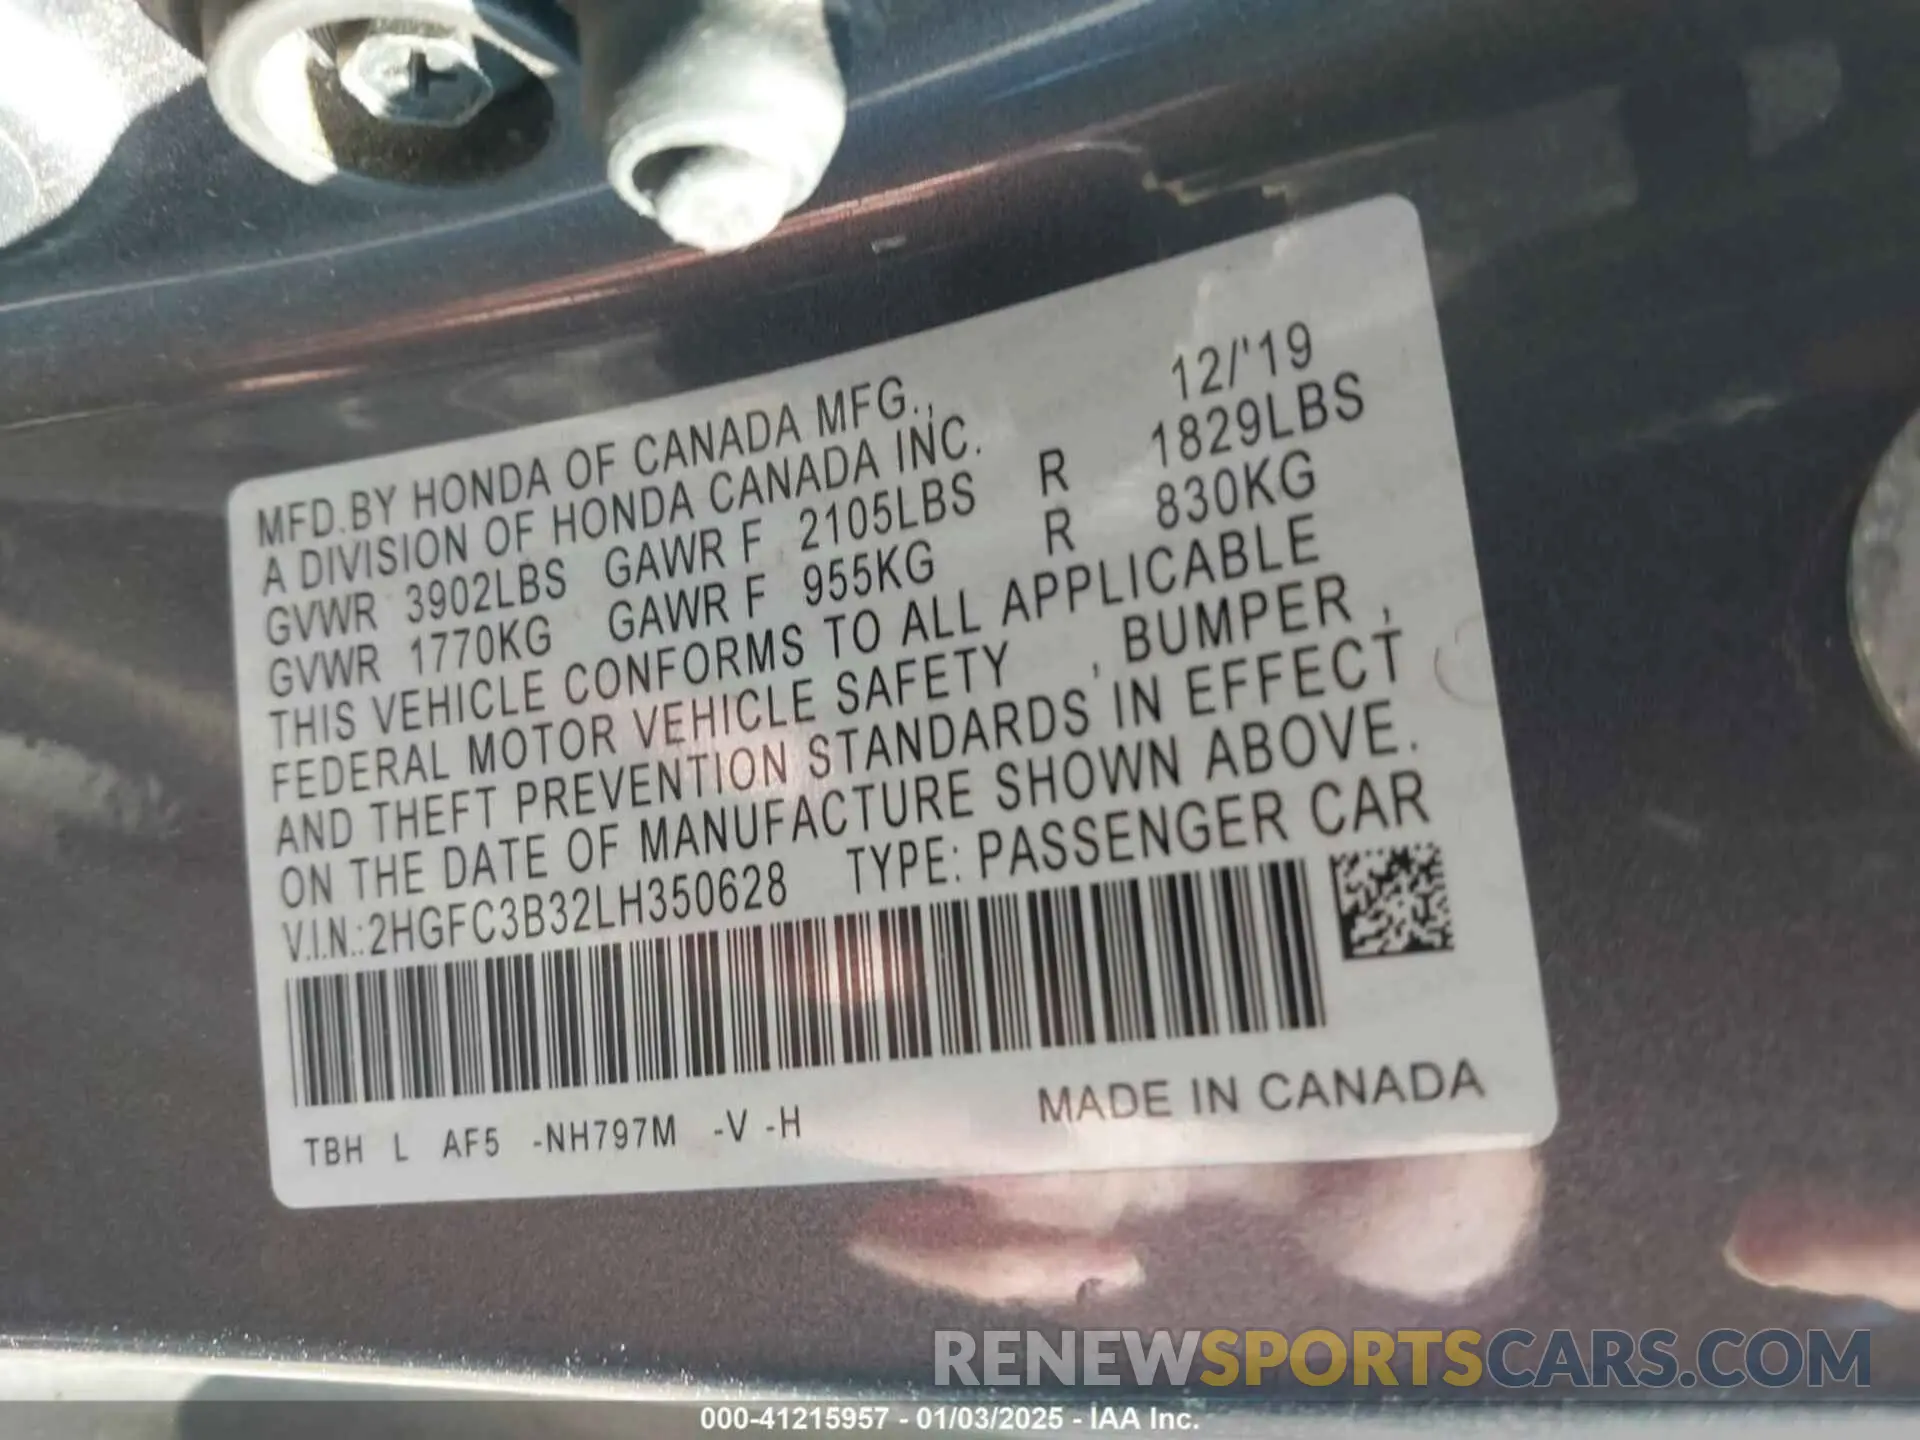 12/'19
MFD.BY HONDA OF CANADA MFG.,
A DIVISION OF HONDA CANADA INC.
GVWR 3902LBS GAWR F 2105LBS R 1829LBS
GVWR 1770KG GAWR F 955KG R 830KG
THIS VEHICLE CONFORMS TO ALL APPLICABLE
FEDERAL MOTOR VEHICLE SAFETY , BUMPER ,
AND THEFT PREVENTION STANDARDS IN EFFECT
ON THE DATE OF MANUFACTURE SHOWN ABOVE.
V.I.N.:2HGFC3B32LH350628 TYPE: PASSENGER CAR
TBH L AF5 -NH797M -V -H MADE IN CANADA
RENEWSPORTSCARS.COM
000-41215957 - 01/03/2025 - IAA Inc.